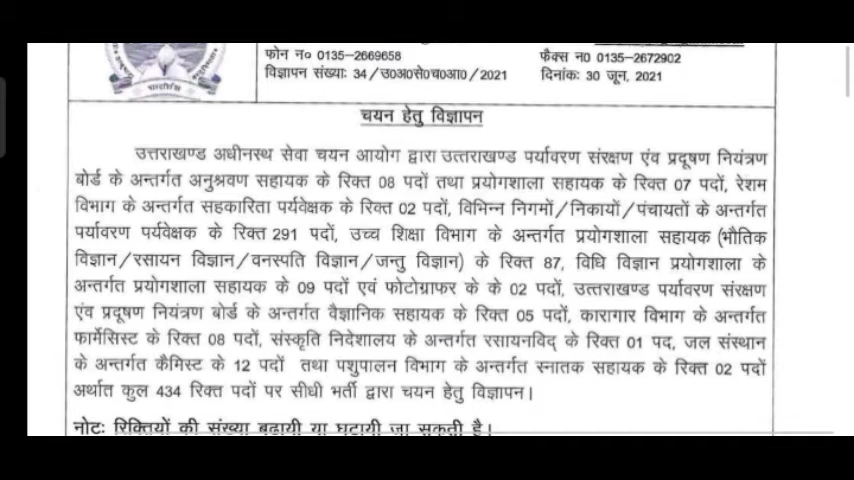 फोन न० 0135–2669658
फैक्स न0 0135–2672902
विज्ञापन संख्याः 34/उ0अ0से0च0आ0/2021
दिनांकः 30 जून, 2021
चयन हेतु विज्ञापन
उत्तराखण्ड अधीनस्थ सेवा चयन आयोग द्वारा उत्तराखण्ड पर्यावरण संरक्षण एंव प्रदूषण नियंत्रण
बोर्ड के अन्तर्गत अनुश्रवण सहायक के रिक्त 08 पदों तथा प्रयोगशाला सहायक के रिक्त 07 पदों, रेशम
विभाग के अन्तर्गत सहकारिता पर्यवेक्षक के रिक्त 02 पदों, विभिन्न निगमों/निकायों/पंचायतों के अन्तर्गत
पर्यावरण पर्यवेक्षक के रिक्त 291 पदों, उच्च शिक्षा विभाग के अन्तर्गत प्रयोगशाला सहायक (भौतिक
विज्ञान/रसायन विज्ञान/वनस्पति विज्ञान/जन्तु विज्ञान) के रिक्त 87, विधि विज्ञान प्रयोगशाला के
अन्तर्गत प्रयोगशाला सहायक के 09 पदों एवं फोटोग्राफर के के 02 पदों, उत्तराखण्ड पर्यावरण संरक्षण
एंव प्रदूषण नियंत्रण बोर्ड के अन्तर्गत वैज्ञानिक सहायक के रिक्त 05 पदों, कारागार विभाग के अन्तर्गत
फार्मेसिस्ट के रिक्त 08 पदों, संस्कृति निदेशालय के अन्तर्गत रसायनविद् के रिक्त 01 पद, जल संस्थान
के अन्तर्गत कैमिस्ट के 12 पदों तथा पशुपालन विभाग के अन्तर्गत स्नातक सहायक के रिक्त 02 पदों
अर्थात कुल 434 रिक्त पदों पर सीधी भर्ती द्वारा चयन हेतु विज्ञापन।
नोटः रिक्तियों की संख्या बढायी या घटायी जा सकती है।